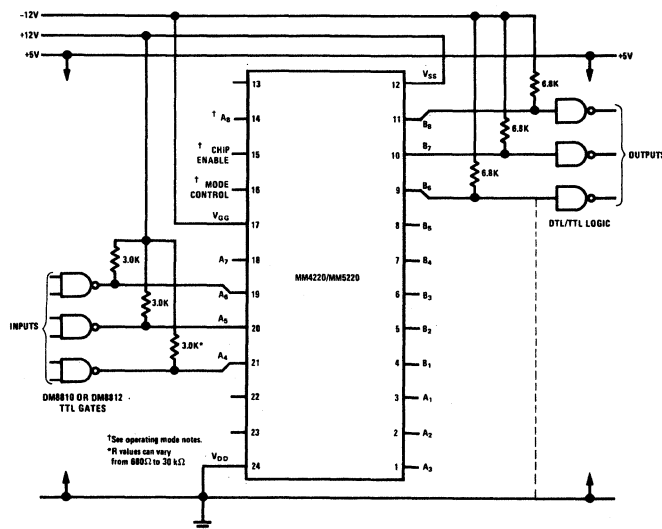 -12V
+12V
+5V
+5V
VSS
13
12
6.8K
† A8
14
11
B8
† CHIP ENABLE
15
10
B7
6.8K
OUTPUTS
† MODE CONTROL
16
9
B6
6.8K
DTL/TTL LOGIC
VGG
17
8
B5
A7
18
7
B4
MM4220/MM5220
3.0K
A6
19
6
B3
INPUTS
3.0K
A5
20
5
B2
3.0K*
A4
21
4
B1
DM8810 OR DM8812
TTL GATES
22
3
A1
23
2
A2
†See operating mode notes.
*R values can vary
from 680Ω to 30 kΩ
VDD
24
1
A3